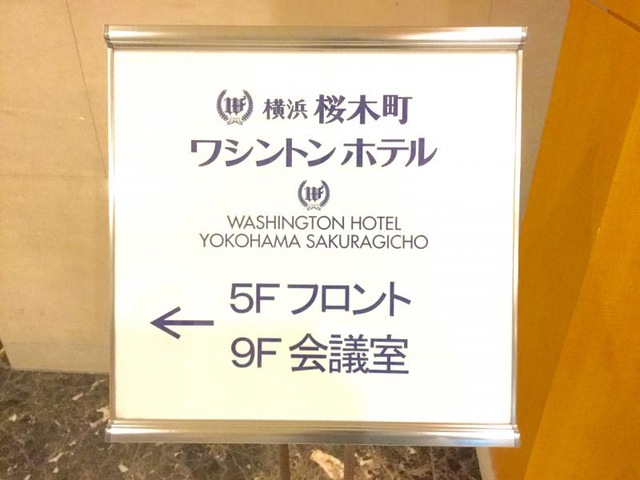 横浜 桜木町
ワシントン ホテル
WASHINGTON HOTEL
YOKOHAMA SAKURAGICHO
5F フロント
9F 会議室